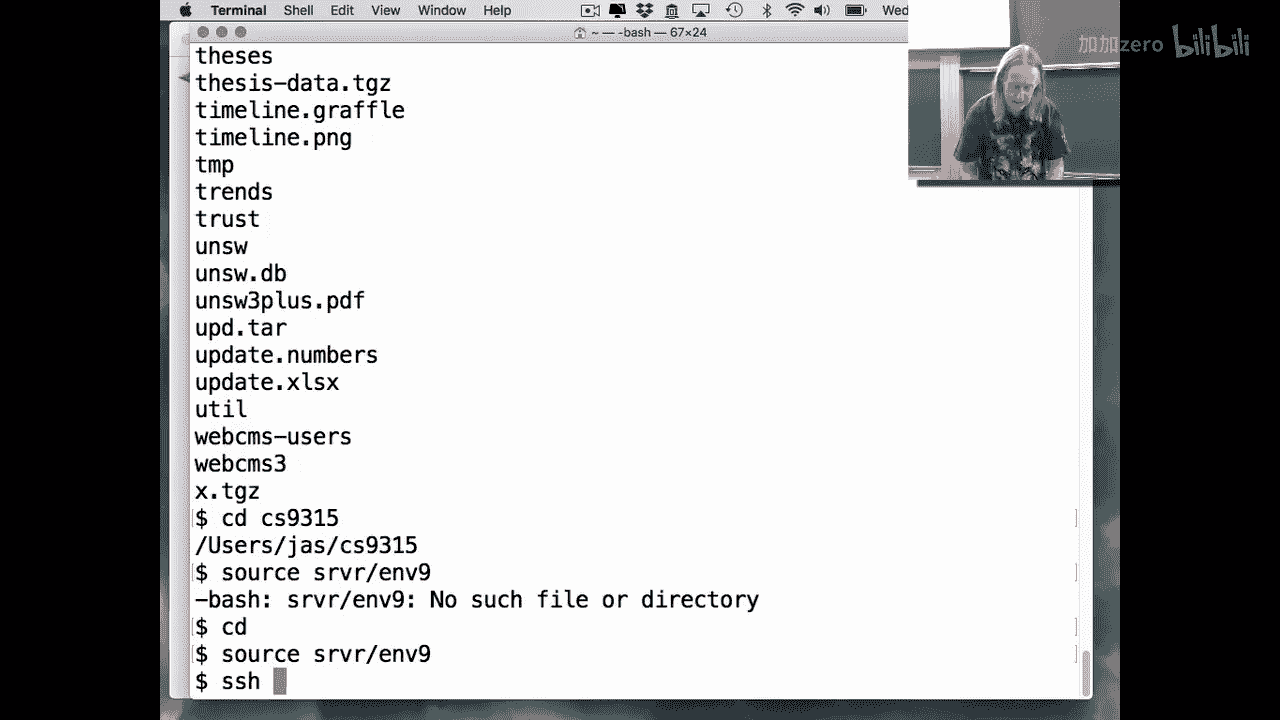 Terminal Shell Edit View Window Help Wed
~ — -bash — 67×24
加加zero bilibili
theses
thesis-data.tgz
timeline.graffle
timeline.png
tmp
trends
trust
unsw
unsw.db
unsw3plus.pdf
upd.tar
update.numbers
update.xlsx
util
webcms-users
webcms3
x.tgz
$ cd cs9315
/Users/jas/cs9315
$ source srvr/env9
-bash: srvr/env9: No such file or directory
$ cd
$ source srvr/env9
$ ssh